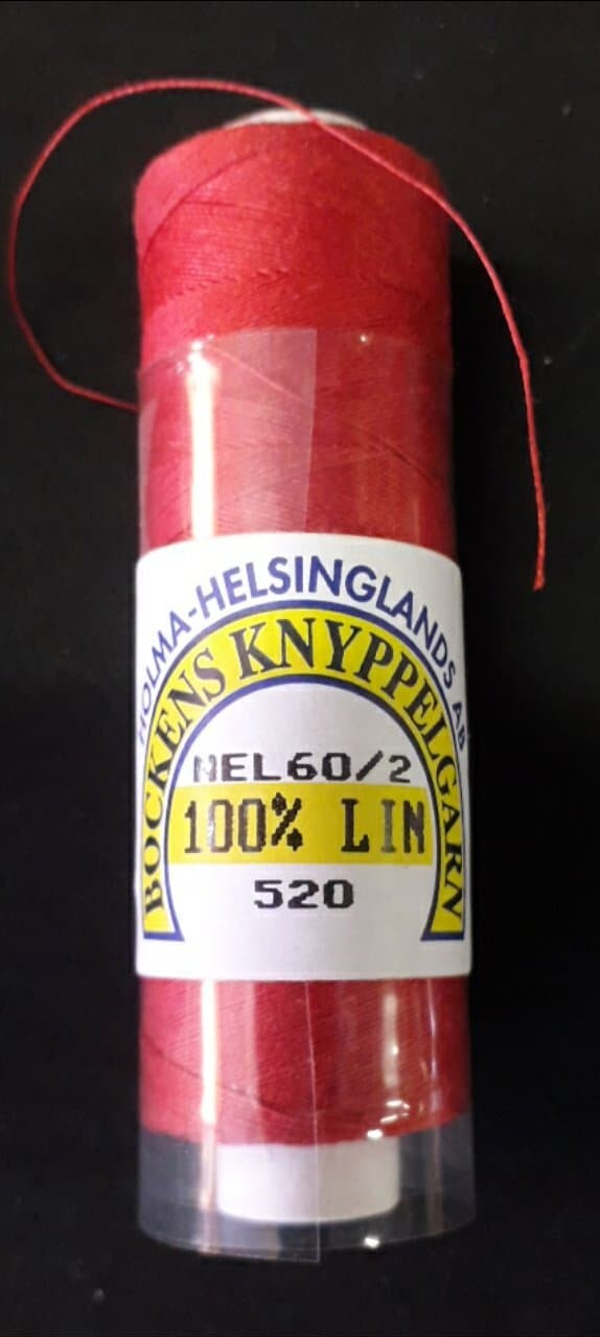 HOLMA-HELSINGLANDS AB
BOCKENS KNYPPELGARN
NEL60/2
100% LIN
520